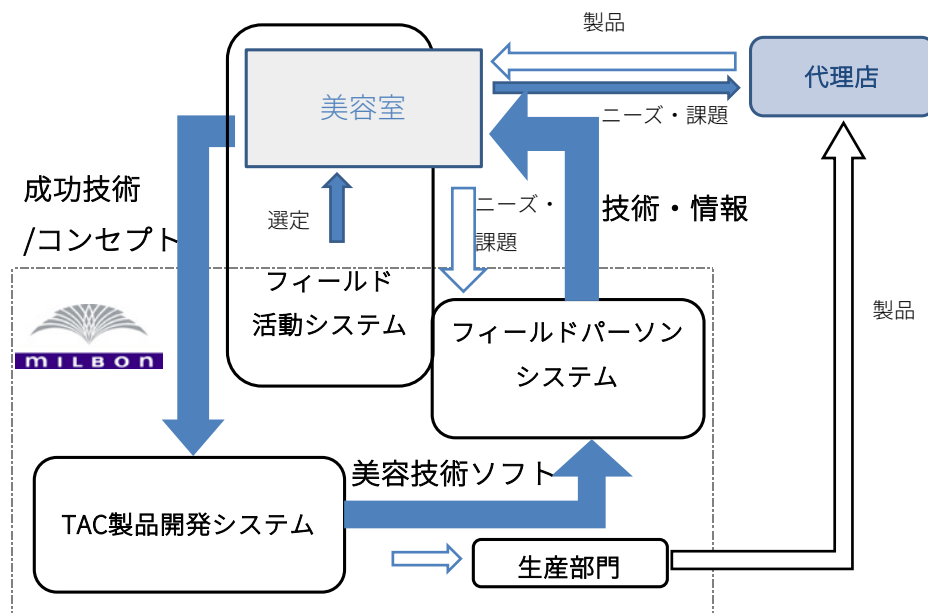 製品
代理店
美容室
ニーズ・課題
成功技術
/コンセプト
選定
ニーズ・
課題
技術・情報
フィールド
活動システム
製品
milbon
フィールドパーソン
システム
美容技術ソフト
TAC製品開発システム
生産部門